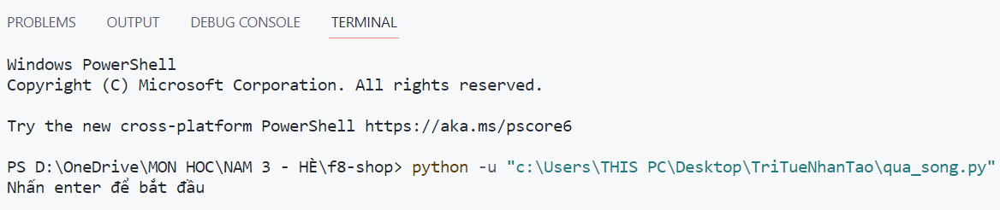 PROBLEMS OUTPUT DEBUG CONSOLE TERMINAL
Windows PowerShell
Copyright (C) Microsoft Corporation. All rights reserved.
Try the new cross-platform PowerShell https://aka.ms/pscore6
PS D:\OneDrive\MON HOC\NAM 3 - HÈ\f8-shop> python -u "c:\Users\THIS PC\Desktop\TriTueNhanTao\qua_song.py"
Nhấn enter để bắt đầu